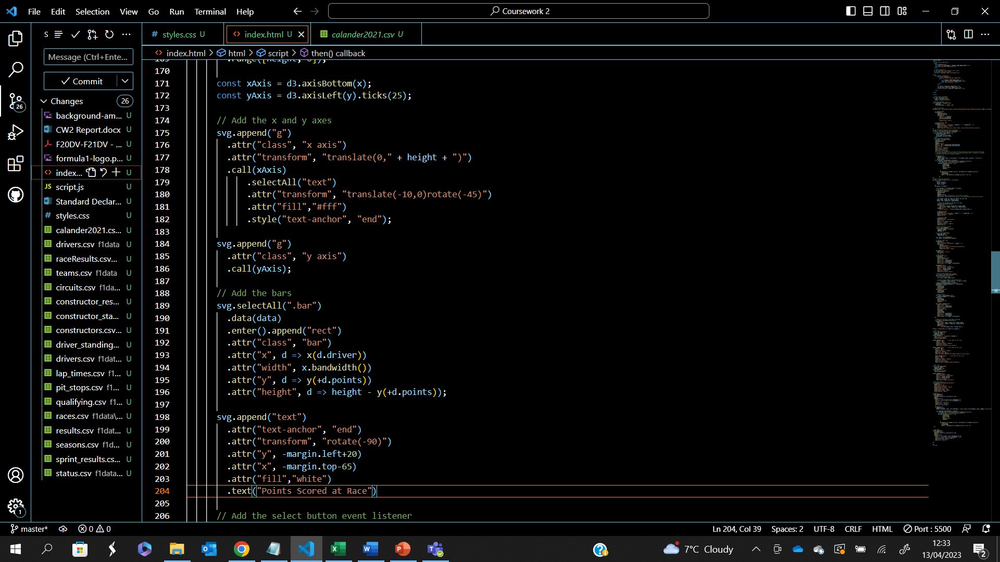 File Edit Selection View Go Run Terminal Help
Coursework 2
S
Message (Ctrl+Ente...
Commit
Changes 26
26
background-am... U
CW2 Report.docx U
F20DV-F21DV - ... U
formula1-logo.p... U
index... U
script.js U
Standard Declar... U
styles.css U
calander2021.cs... U
drivers.csv f1data U
raceResults.csv... U
teams.csv f1data U
circuits.csv f1da... U
constructor_res... U
constructor_sta... U
constructors.csv... U
driver_standing... U
drivers.csv f1dat... U
lap_times.csv f1... U
pit_stops.csv f1... U
qualifying.csv f1... U
races.csv f1data\... U
results.csv f1dat... U
seasons.csv f1d... U
sprint_results.cs... U
status.csv f1data... U
1
# styles.css U
<> index.html U
calander2021.csv U
<> index.html > html > script > then() callback
169 .range([height, 0]);
170
171 const xAxis = d3.axisBottom(x);
172 const yAxis = d3.axisLeft(y).ticks(25);
173
174 // Add the x and y axes
175 svg.append("g")
176 .attr("class", "x axis")
177 .attr("transform", "translate(0," + height + ")")
178 .call(xAxis)
179 .selectAll("text")
180 .attr("transform", "translate(-10,0)rotate(-45)")
181 .attr("fill","#fff")
182 .style("text-anchor", "end");
183
184 svg.append("g")
185 .attr("class", "y axis")
186 .call(yAxis);
187
188 // Add the bars
189 svg.selectAll(".bar")
190 .data(data)
191 .enter().append("rect")
192 .attr("class", "bar")
193 .attr("x", d => x(d.driver))
194 .attr("width", x.bandwidth())
195 .attr("y", d => y(+d.points))
196 .attr("height", d => height - y(+d.points));
197
198 svg.append("text")
199 .attr("text-anchor", "end")
200 .attr("transform", "rotate(-90)")
201 .attr("y", -margin.left+20)
202 .attr("x", -margin.top-65)
203 .attr("fill","white")
204 .text("Points Scored at Race")
205
206 // Add the select button event listener
master* 0 0
Ln 204, Col 39 Spaces: 2 UTF-8 CRLF HTML Port : 5500
7°C Cloudy
12:33
13/04/2023
2